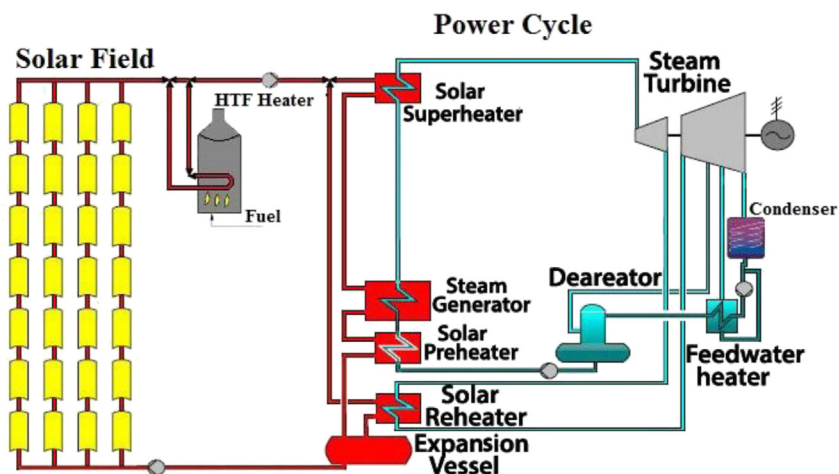 Power Cycle
Solar Field
Steam
Turbine
HTF Heater
Solar
Superheater
Fuel
Condenser
Steam
Generator
Deareator
Solar
Preheater
Feedwater
heater
Solar
Reheater
Expansion
Vessel